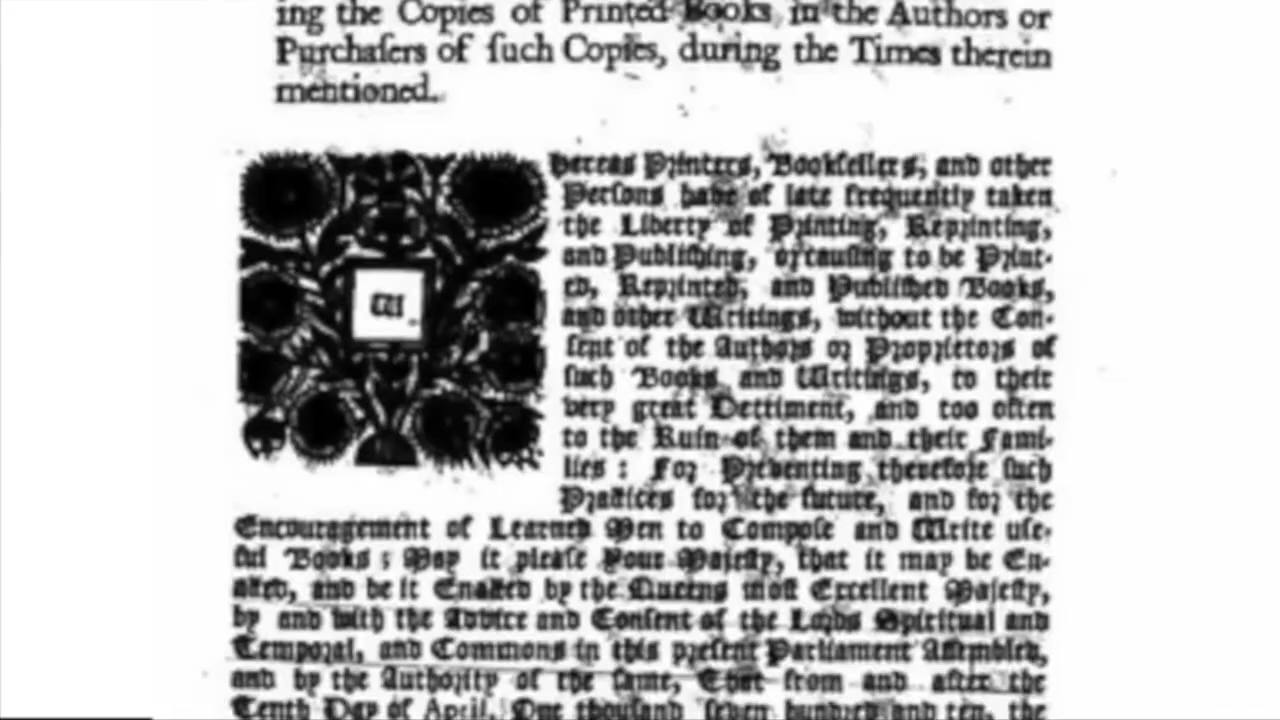 ing the Copies of Printed Books in the Authors or
Purchaſers of ſuch Copies, during the Times therein
mentioned.
Whereas Printers, Bookſellers, and other
Perſons have of late frequently taken
the Liberty of Printing, Reprinting,
and Publiſhing, or cauſing to be Print-
ed, Reprinted, and Publiſhed Books,
and other Writings, without the Con-
ſent of the Authors or Proprietors of
ſuch Books and Writings, to their
very great Detriment, and too often
to the Ruin of them and their Fami-
lies: For Preventing therefore ſuch
Practices for the future, and for the
Encouragement of Learned Men to Compoſe and Write uſe-
ful Books; May it pleaſe Your Majeſty, that it may be En-
acted, and be it Enacted by the Queens moſt Excellent Majeſty,
by and with the Advice and Conſent of the Lords Spiritual and
Temporal, and Commons in this preſent Parliament Aſſembled,
and by the Authority of the ſame, That from and after the
Tenth Day of April, One thouſand ſeven hundred and ten, the